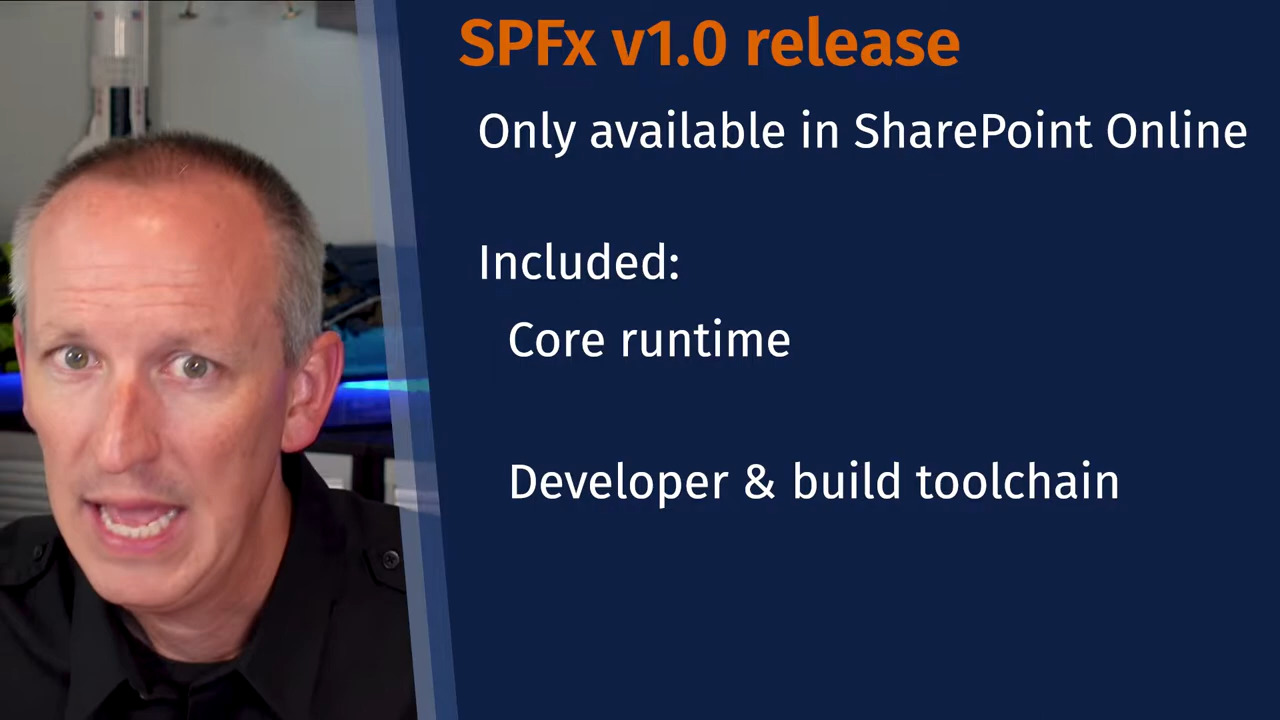 SPFx v1.0 release
Only available in SharePoint Online
Included:
Core runtime
Developer & build toolchain